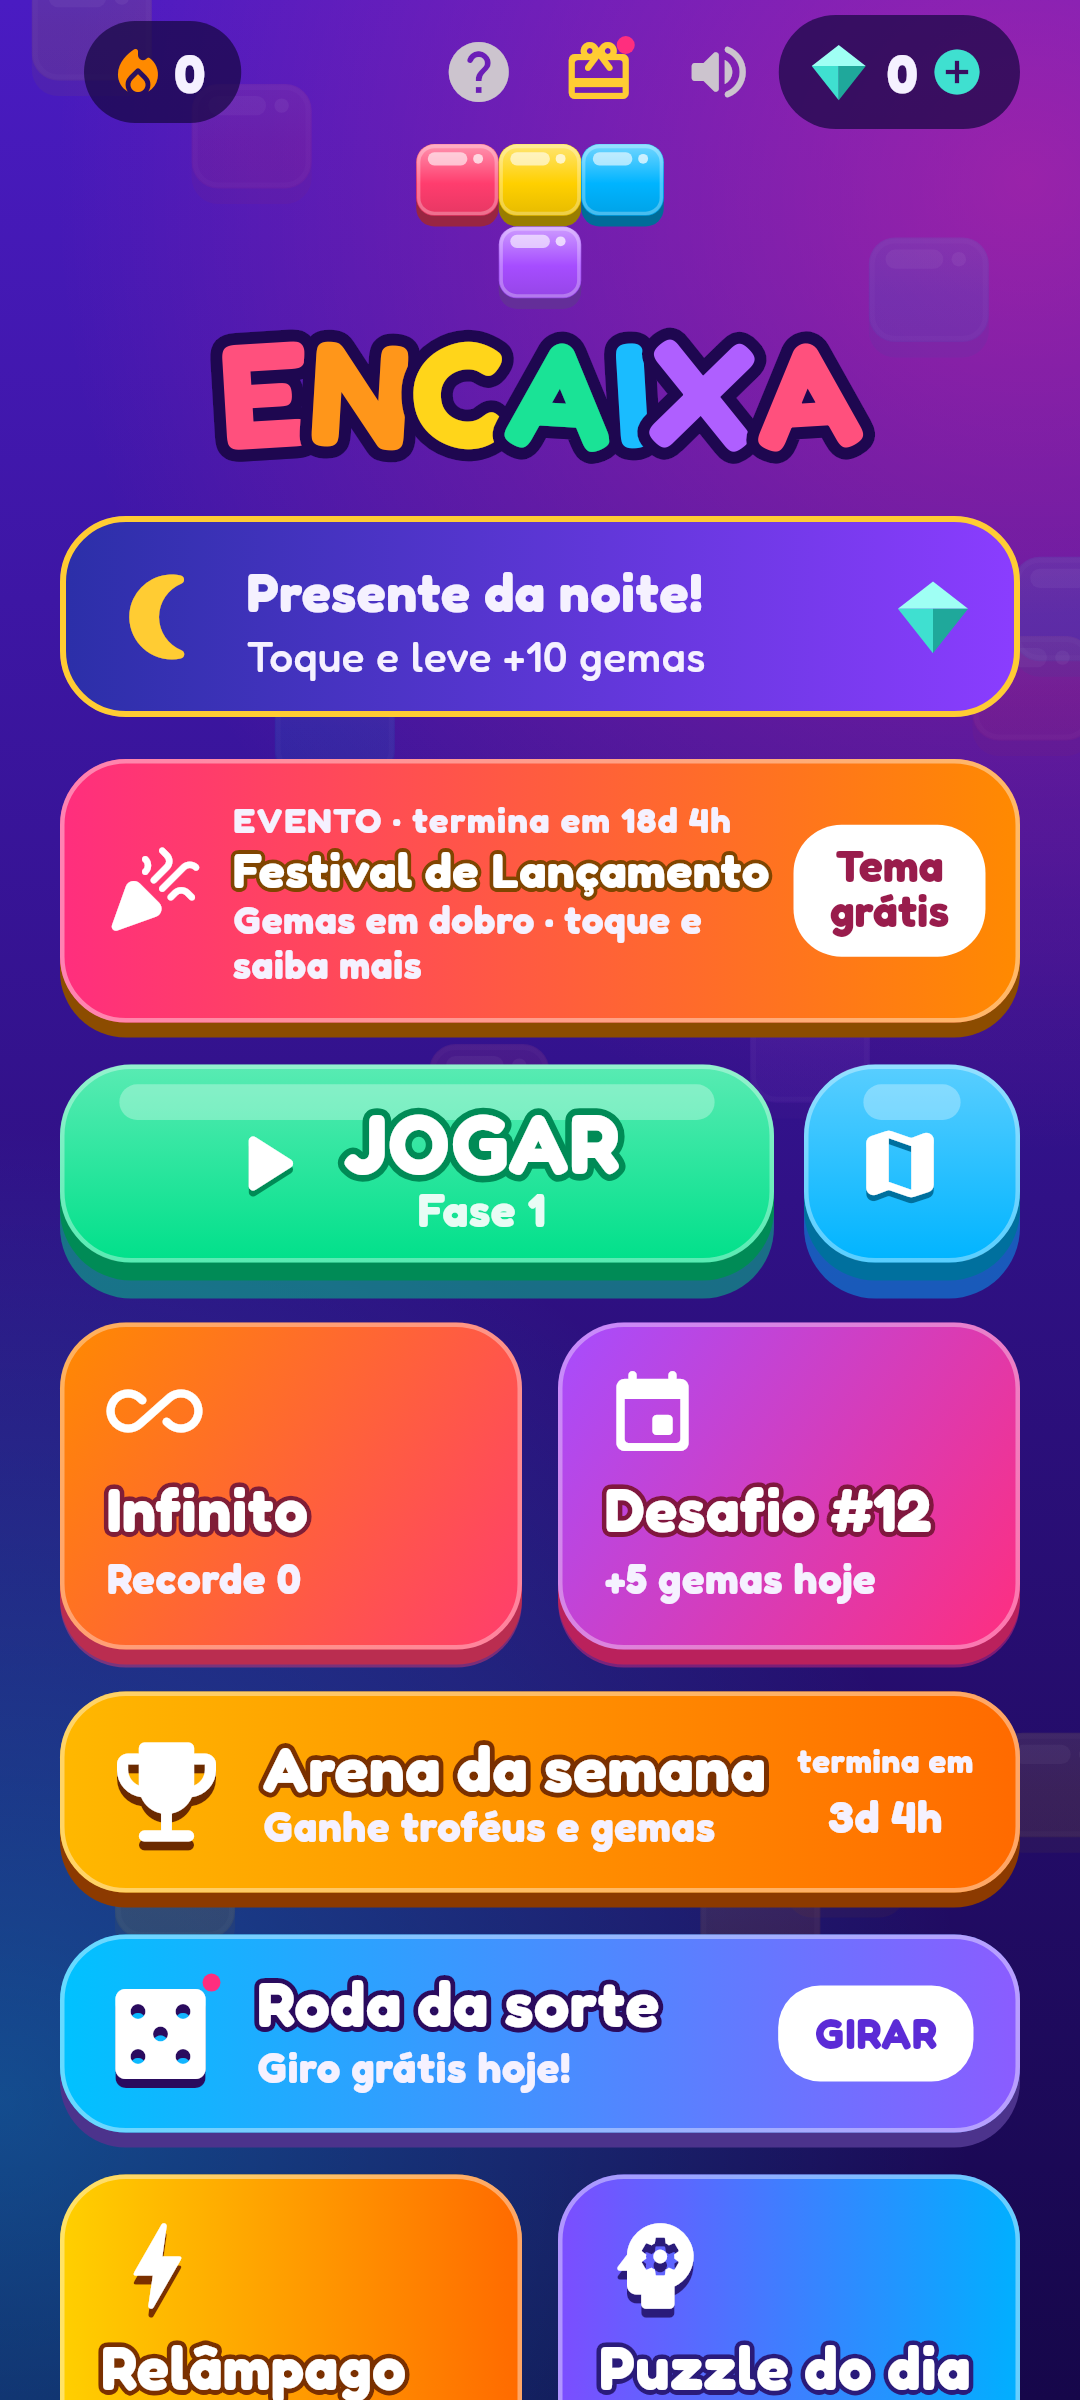 0
0
ENCAIXA
Presente da noite!
Toque e leve +10 gemas
EVENTO · termina em 18d 4h
Festival de Lançamento
Gemas em dobro · toque e
saiba mais
Tema
grátis
JOGAR
Fase 1
Infinito
Recorde 0
Desafio #12
+5 gemas hoje
Arena da semana
Ganhe troféus e gemas
termina em
3d 4h
Roda da sorte
Giro grátis hoje!
GIRAR
Relâmpago
Puzzle do dia